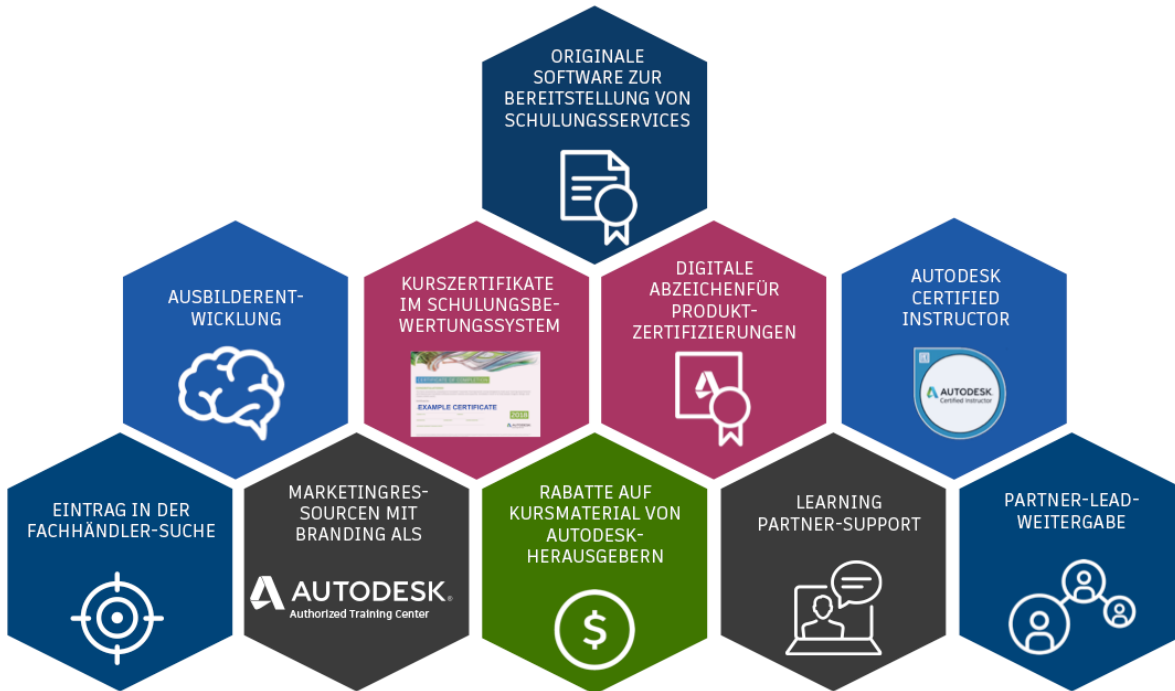 ORIGINALE
SOFTWARE ZUR
BEREITSTELLUNG VON
SCHULUNGSSERVICES
AUSBILDERENT-
WICKLUNG
KURSZERTIFIKATE
IM SCHULUNGSBE-
WERTUNGSSYSTEM
EXAMPLE CERTIFICATE
2018
AUTODESK
DIGITALE
ABZEICHENFÜR
PRODUKT-
ZERTIFIZIERUNGEN
AUTODESK
CERTIFIED
INSTRUCTOR
AUTODESK
Certified Instructor
EINTRAG IN DER
FACHHÄNDLER-SUCHE
MARKETINGRES-
SOURCEN MIT
BRANDING ALS
AUTODESK®
Authorized Training Center
RABATTE AUF
KURSMATERIAL VON
AUTODESK-
HERAUSGEBERN
$
LEARNING
PARTNER-SUPPORT
PARTNER-LEAD-
WEITERGABE